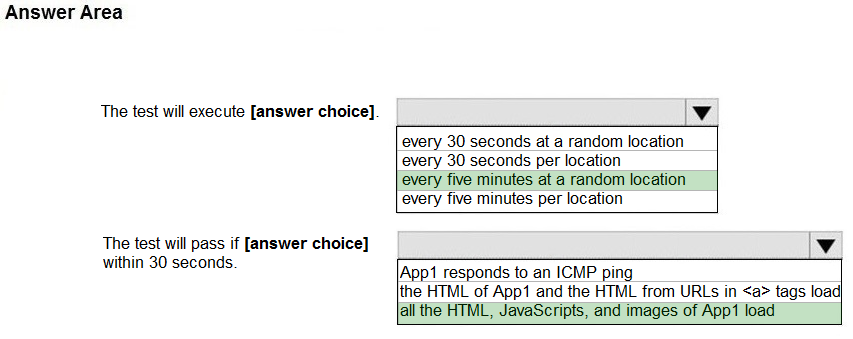 Answer Area
The test will execute [answer choice].
every 30 seconds at a random location
every 30 seconds per location
every five minutes at a random location
every five minutes per location
The test will pass if [answer choice]
within 30 seconds.
App1 responds to an ICMP ping
the HTML of App1 and the HTML from URLs in <a> tags load
all the HTML, JavaScripts, and images of App1 load